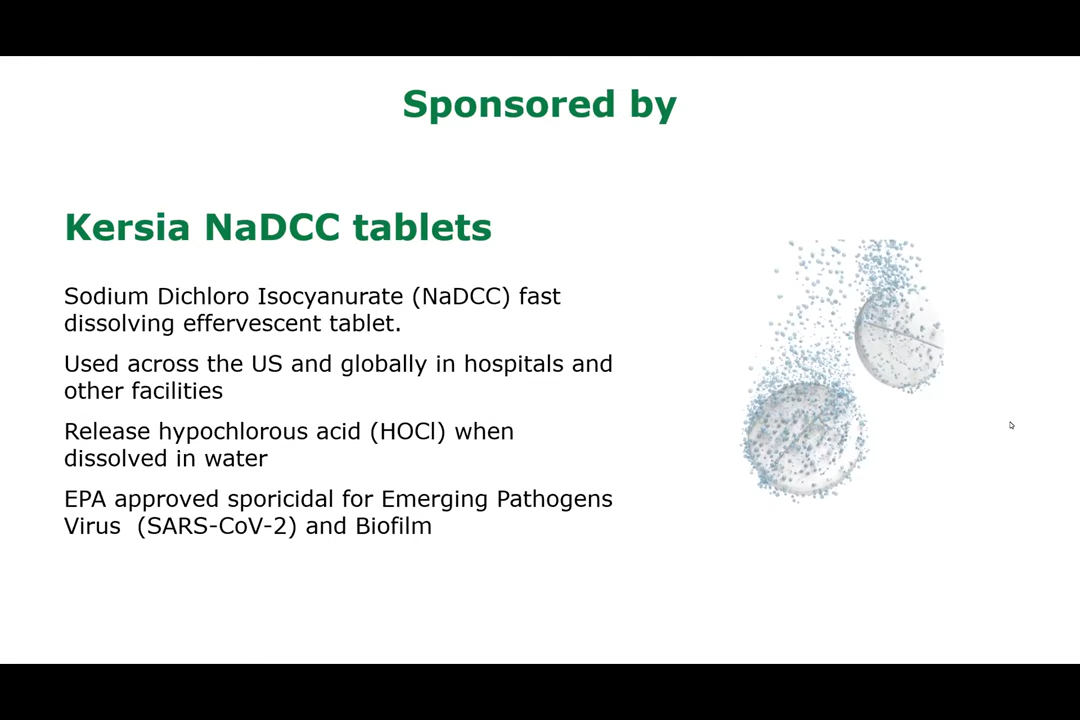 Sponsored by
Kersia NaDCC tablets
Sodium Dichloro Isocyanurate (NaDCC) fast
dissolving effervescent tablet.
Used across the US and globally in hospitals and
other facilities
Release hypochlorous acid (HOCl) when
dissolved in water
EPA approved sporicidal for Emerging Pathogens
Virus  (SARS-CoV-2) and Biofilm